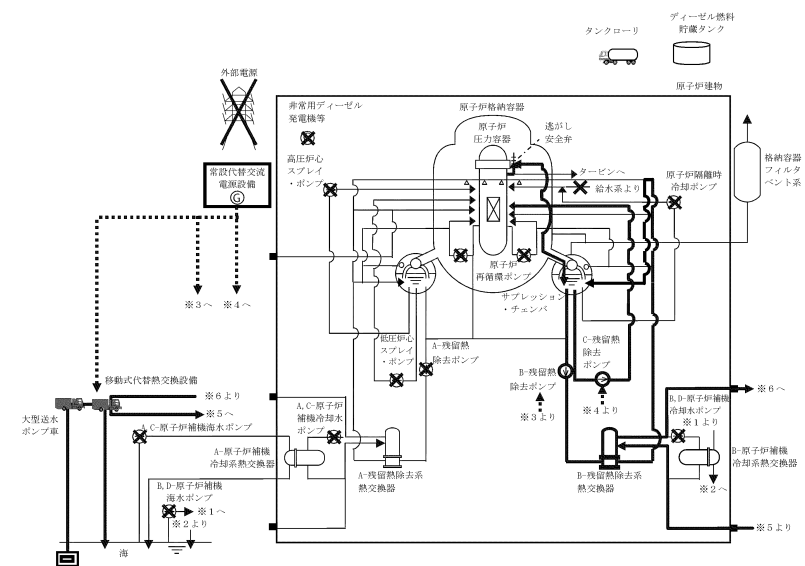 ディーゼル燃料
貯蔵タンク
タンクローリ
原子炉建物
外部電源
非常用ディーゼル
発電機等
原子炉格納容器
原子炉
圧力容器
逃がし
安全弁
高圧炉心
スプレイ
・ポンプ
タービンへ
給水系より
原子炉隔離時
冷却ポンプ
格納容器
フィルタ
ベント系
常設代替交流
電源設備
G
原子炉
再循環ポンプ
サプレッション
・チェンバ
※3へ
※4へ
低圧炉心
スプレイ
・ポンプ
A-残留熱
除去ポンプ
C-残留熱
除去
ポンプ
B-残留熱
除去ポンプ
※3より
※4より
移動式代替熱交換設備
※6より
※5へ
大型送水
ポンプ車
A,C-原子炉補機海水ポンプ
A,C-原子炉
補機冷却水
ポンプ
A-原子炉補機
冷却系熱交換器
A-残留熱除去系
熱交換器
B-残留熱除去系
熱交換器
※6へ
B,D-原子炉補機
冷却水ポンプ
※1より
B-原子炉補機
冷却系熱交換器
※2へ
※5より
B,D-原子炉補機
海水ポンプ
※1へ
※2より
海